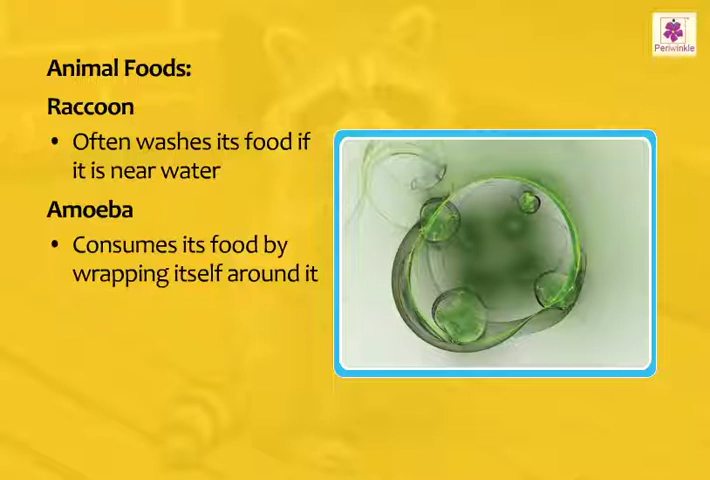 Periwinkle
Animal Foods:
Raccoon
• Often washes its food if
it is near water
Amoeba
• Consumes its food by
wrapping itself around it